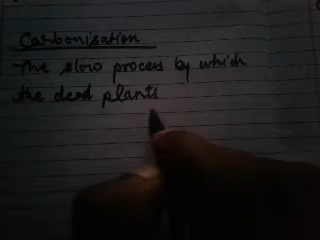 Carbonisation
The slow process by which
the dead plants